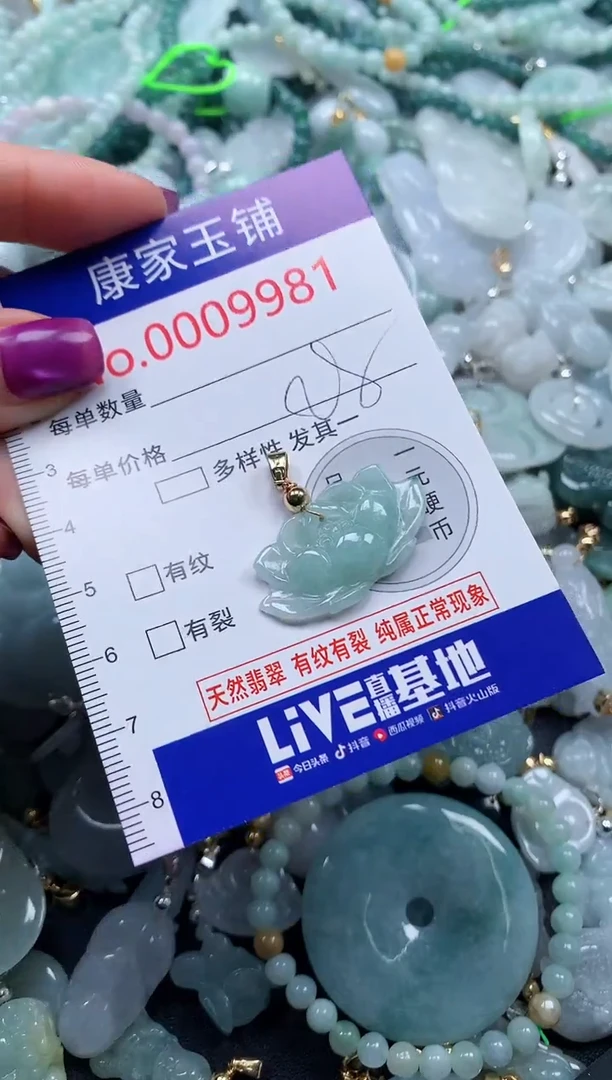 康家玉铺
No.0009981
每单数量
每单价格
多样性 发其一
一元硬币
有纹
有裂
天然翡翠 有纹有裂 纯属正常现象
LiVE直播基地
今日头条 抖音 西瓜视频 抖音火山版
3
4
5
6
7
8